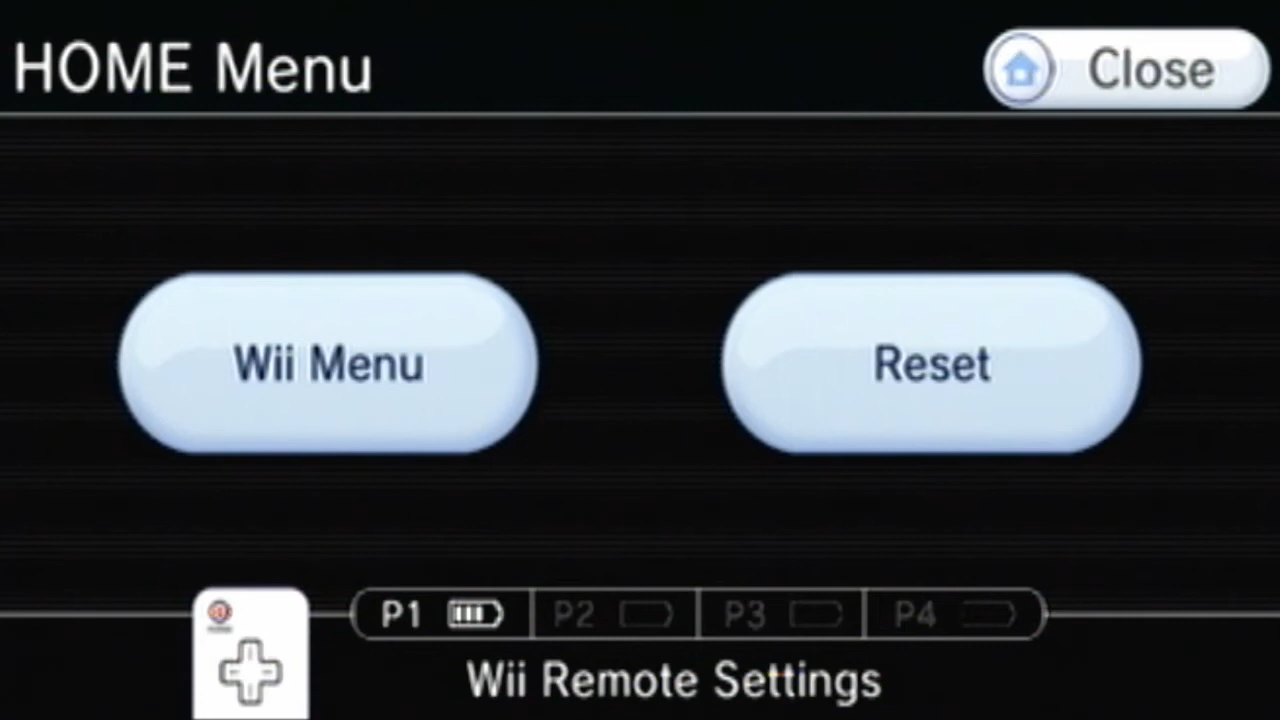 HOME Menu
Close
Wii Menu
Reset
P1
P2
P3
P4
Wii Remote Settings